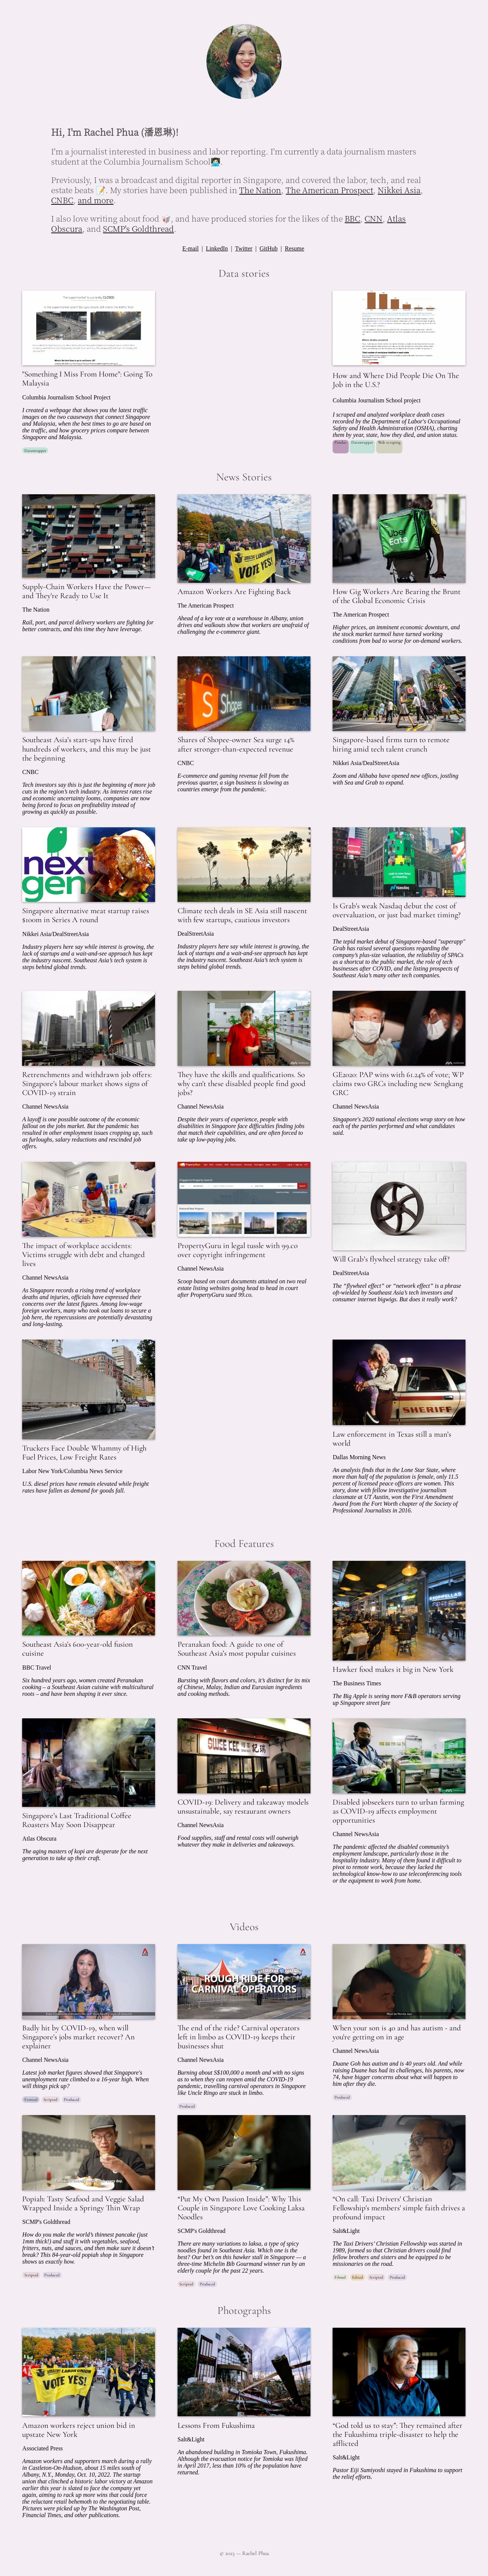 Hi, I'm Rachel Phua (潘恩琳)!
I'm a journalist interested in business and labor reporting. I'm currently a data journalism masters
student at the Columbia Journalism School
Previously, I was a broadcast and digital reporter in Singapore, and covered the labor, tech, and real
estate beats 📝. My stories have been published in The Nation, The American Prospect, Nikkei Asia,
CNBC, and more.
I also love writing about food 🥡, and have produced stories for the likes of the BBC, CNN, Atlas
Obscura, and SCMP's Goldthread.
E-mail | LinkedIn | Twitter | GitHub | Resume
Data stories
"Something I Miss From Home": Going To
Malaysia
Columbia Journalism School Project
I created a webpage that shows you the latest traffic
images on the two causeways between Singapore
and Malaysia, when the best times to go are based on
the traffic, and how grocery prices compare between
Singapore and Malaysia.
How and Where Did People Die On The
Job in the U.S.?
Columbia Journalism School project
I scraped and analyzed workplace death cases
recorded by the Department of Labor's Occupational
Safety and Health Administration (OSHA), charting
them by year, state, how they died, and union status.
Web scraping
News Stories
Supply-Chain Workers Have the Power—
and They're Ready to Use It
The Nation
Rail, port, and parcel delivery workers are fighting for
better contracts, and this time they have leverage.
VOTE YES!
Amazon Workers Are Fighting Back
The American Prospect
Ahead of a key vote at a warehouse in Albany, union
drives and walkouts show that workers are unafraid of
challenging the e-commerce giant.
Uber
Eats
How Gig Workers Are Bearing the Brunt
of the Global Economic Crisis
The American Prospect
Higher prices, an imminent economic downturn, and
the stock market turmoil have turned working
conditions from bad to worse for on-demand workers.
Southeast Asia's start-ups have fired
hundreds of workers, and this may be just
the beginning
CNBC
Tech investors say this is just the beginning of more job
cuts in the region's tech industry. As interest rates rise
and economic uncertainty looms, companies are now
being forced to focus on profitability instead of
growing as quickly as possible.
Shares of Shopee-owner Sea surge 14%
after stronger-than-expected revenue
CNBC
E-commerce and gaming revenue fell from the
previous quarter, a sign business is slowing as
countries emerge from the pandemic.
Singapore-based firms turn to remote
hiring amid tech talent crunch
Nikkei Asia/DealStreetAsia
Zoom and Alibaba have opened new offices, jostling
with Sea and Grab to expand.
next
gen
Singapore alternative meat startup raises
$100m in Series A round
Nikkei Asia/DealStreetAsia
Industry players here say while interest is growing, the
lack of startups and a wait-and-see approach has kept
the industry nascent. Southeast Asia's tech system is
steps behind global trends.
Climate tech deals in SE Asia still nascent
with few startups, cautious investors
DealStreetAsia
Industry players here say while interest is growing, the
lack of startups and a wait-and-see approach has kept
the industry nascent. Southeast Asia's tech system is
steps behind global trends.
Is Grab's weak Nasdaq debut the cost of
overvaluation, or just bad market timing?
DealStreetAsia
The tepid market debut of Singapore-based "superapp"
Grab has raised several questions regarding the
company's plus-size valuation, the reliability of SPACs
as a shortcut to the public market, the role of tech
businesses after COVID, and the listing prospects of
Southeast Asia's many other tech companies.
Retrenchments and withdrawn job offers:
Singapore's labour market shows signs of
COVID-19 strain
Channel NewsAsia
A layoff is one possible outcome of the economic
fallout on the jobs market. But the pandemic has
resulted in other employment issues cropping up, such
as furloughs, salary reductions and rescinded job
offers.
They have the skills and qualifications. So
why can't these disabled people find good
jobs?
Channel NewsAsia
Despite their years of experience, people with
disabilities in Singapore face difficulties finding jobs
that match their capabilities, and are often forced to
take up low-paying jobs.
GE2020: PAP wins with 61.24% of vote; WP
claims two GRCs including new Sengkang
GRC
Channel NewsAsia
Singapore's 2020 national elections wrap story on how
each of the parties performed and what candidates
said.
The impact of workplace accidents:
Victims struggle with debt and changed
lives
Channel NewsAsia
As Singapore records a rising trend of workplace
deaths and injuries, officials have expressed their
concerns over the latest figures. Among low-wage
foreign workers, many who took out loans to secure a
job here, the repercussions are potentially devastating
and long-lasting.
PropertyGuru in legal tussle with 99.co
over copyright infringement
Channel NewsAsia
Scoop based on court documents attained on two real
estate listing websites going head to head in court
after PropertyGuru sued 99.co.
Will Grab's flywheel strategy take off?
DealStreetAsia
The "flywheel effect" or "network effect" is a phrase
oft-wielded by Southeast Asia's tech investors and
consumer internet bigwigs. But does it really work?
Truckers Face Double Whammy of High
Fuel Prices, Low Freight Rates
Labor New York/Columbia News Service
U.S. diesel prices have remain elevated while freight
rates have fallen as demand for goods fall.
SHERIFF
Law enforcement in Texas still a man's
world
Dallas Morning News
An analysis finds that in the Lone Star State, where
more than half of the population is female, only 11.5
percent of licensed peace officers are women. This
story, done with fellow investigative journalism
classmate at UT Austin, won the First Amendment
Award from the Fort Worth chapter of the Society of
Professional Journalists in 2016.
Food Features
Southeast Asia's 600-year-old fusion
cuisine
BBC Travel
Six hundred years ago, women created Peranakan
cooking – a Southeast Asian cuisine with multicultural
roots – and have been shaping it ever since.
Peranakan food: A guide to one of
Southeast Asia's most popular cuisines
CNN Travel
Bursting with flavors and colors, it's distinct for its mix
of Chinese, Malay, Indian and Eurasian ingredients
and cooking methods.
Hawker food makes it big in New York
The Business Times
The Big Apple is seeing more F&B operators serving
up Singapore street fare
Singapore's Last Traditional Coffee
Roasters May Soon Disappear
Atlas Obscura
The aging masters of kopi are desperate for the next
generation to take up their craft.
GWEE KEE
COVID-19: Delivery and takeaway models
unsustainable, say restaurant owners
Channel NewsAsia
Food supplies, staff and rental costs will outweigh
whatever they make in deliveries and takeaways.
Disabled jobseekers turn to urban farming
as COVID-19 affects employment
opportunities
Channel NewsAsia
The pandemic affected the disabled community's
employment landscape, particularly those in the
hospitality industry. Many of them found it difficult to
pivot to remote work, because they lacked the
technological know-how to use teleconferencing tools
or the equipment to work from home.
Videos
Badly hit by COVID-19, when will
Singapore's jobs market recover? An
explainer
Channel NewsAsia
Latest job market figures showed that Singapore's
unemployment rate climbed to a 16-year high. When
will things pick up?
Scripted Produced
ROUGH RIDE FOR
CARNIVAL OPERATORS
The end of the ride? Carnival operators
left in limbo as COVID-19 keeps their
businesses shut
Channel NewsAsia
Burning about S$100,000 a month and with no signs
as to when they can reopen amid the COVID-19
pandemic, travelling carnival operators in Singapore
like Uncle Ringo are stuck in limbo.
Produced
When your son is 40 and has autism - and
you're getting on in age
Channel NewsAsia
Duane Goh has autism and is 40 years old. And while
raising Duane has had its challenges, his parents, now
74, have bigger concerns about what will happen to
him after they die.
Produced
Popiah: Tasty Seafood and Veggie Salad
Wrapped Inside a Springy Thin Wrap
SCMP's Goldthread
How do you make the world's thinnest pancake (just
1mm thick!) and stuff it with vegetables, seafood,
fritters, nuts, and sauces, and then make sure it doesn't
break? This 84-year-old popiah shop in Singapore
shows us exactly how.
Scripted Produced
"Put My Own Passion Inside": Why This
Couple in Singapore Love Cooking Laksa
Noodles
SCMP's Goldthread
There are many variations to laksa, a type of spicy
noodles found in Southeast Asia. Which one is the
best? Our bet's on this hawker stall in Singapore — a
three-time Michelin Bib Gourmand winner run by an
elderly couple for the past 22 years.
Scripted Produced
"On call: Taxi Drivers' Christian
Fellowship's members' simple faith drives a
profound impact
Salt&Light
The Taxi Drivers' Christian Fellowship was started in
1989, formed so that Christian drivers could find
fellow brothers and sisters and be equipped to be
missionaries on the road.
Filmed Edited Scripted Produced
Photographs
VOTE YES!
Amazon workers reject union bid in
upstate New York
Associated Press
Amazon workers and supporters march during a rally
in Castleton-On-Hudson, about 15 miles south of
Albany, N.Y., Monday, Oct. 10, 2022. The startup
union that clinched a historic labor victory at Amazon
earlier this year is slated to face the company yet
again, aiming to rack up more wins that could force
the reluctant retail behemoth to the negotiating table.
Pictures were picked up by The Washington Post,
Financial Times, and other publications.
Lessons From Fukushima
Salt&Light
An abandoned building in Tomioka Town, Fukushima.
Although the evacuation notice for Tomioka was lifted
in April 2017, less than 10% of the population have
returned.
"God told us to stay": They remained after
the Fukushima triple-disaster to help the
afflicted
Salt&Light
Pastor Eiji Sumiyoshi stayed in Fukushima to support
the relief efforts.
© 2023 — Rachel Phua